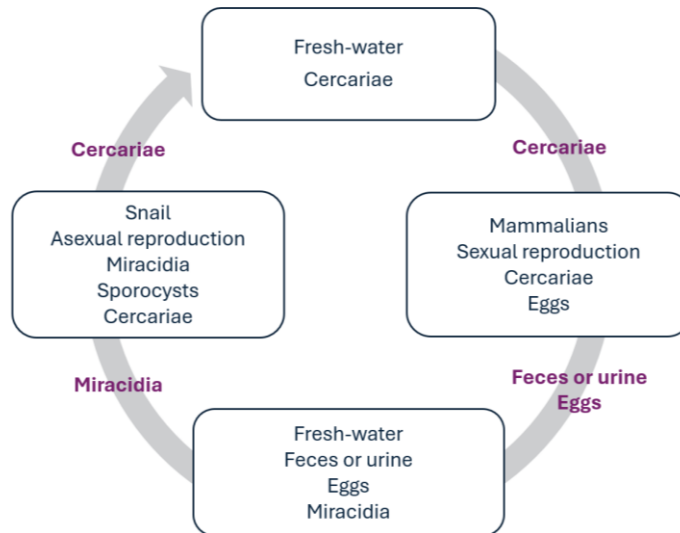 Fresh-water
Cercariae
Cercariae
Cercariae
Snail
Asexual reproduction
Miracidia
Sporocysts
Cercariae
Mammalians
Sexual reproduction
Cercariae
Eggs
Miracidia
Feces or urine
Eggs
Fresh-water
Feces or urine
Eggs
Miracidia